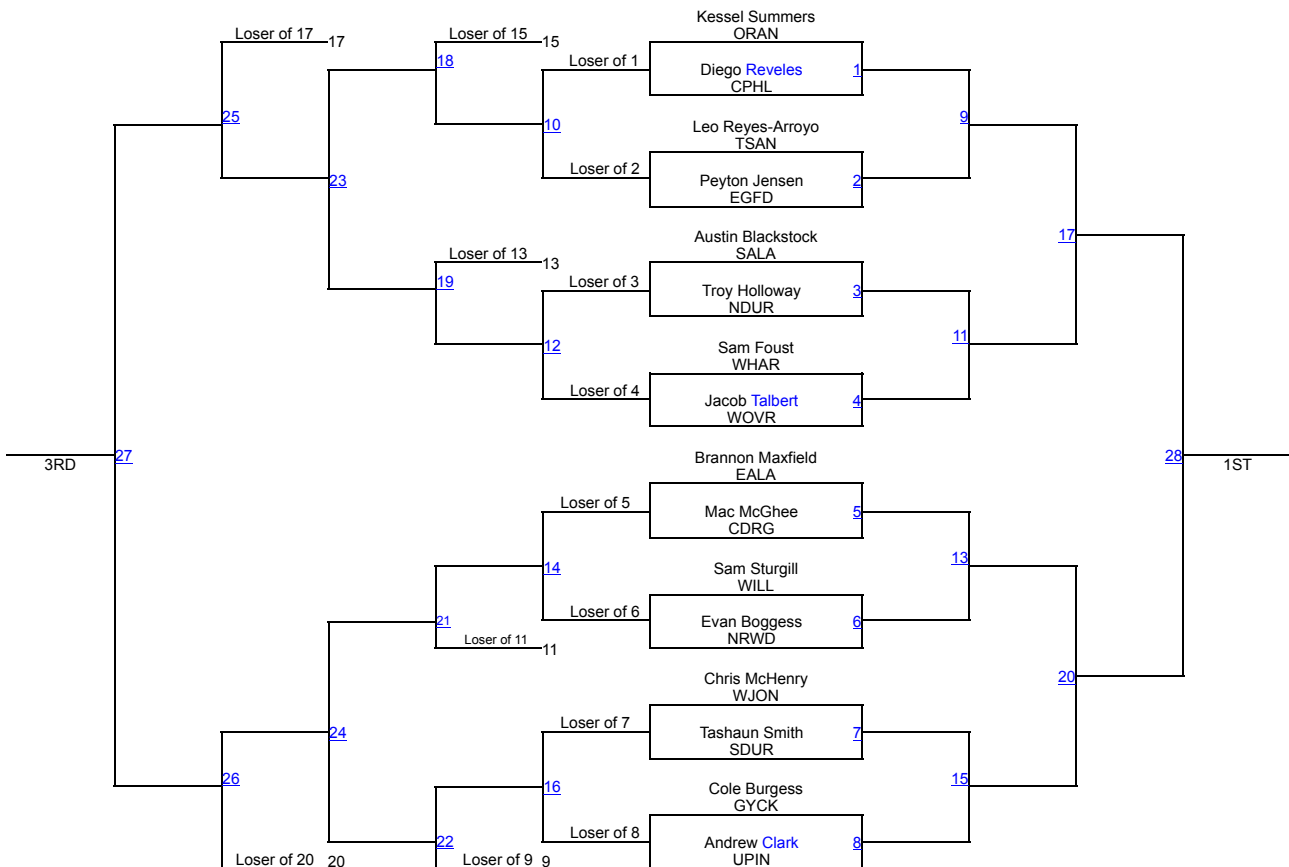 Kessel Summers
ORAN
Loser of 17 17
Loser of 15 15
18
Loser of 1
Diego Reveles 1
CPHL
25
10
9
Leo Reyes-Arroyo
TSAN
Loser of 2
23
Peyton Jensen 2
EGFD
Austin Blackstock
SALA
17
Loser of 13 13
19
Loser of 3
Troy Holloway 3
NDUR
12
11
Sam Foust
WHAR
Loser of 4
Jacob Talbert 4
WOVR
3RD
27
Brannon Maxfield
EALA
28
1ST
Loser of 5
Mac McGhee 5
CDRG
14
13
Sam Sturgill
WILL
Loser of 6
21
Evan Boggess 6
NRWD
Loser of 11 11
Chris McHenry
WJON
20
Loser of 7
24
Tashaun Smith 7
SDUR
26
16
15
Cole Burgess
GYCK
Loser of 8
22
Andrew Clark 8
UPIN
Loser of 20 20
Loser of 9 9